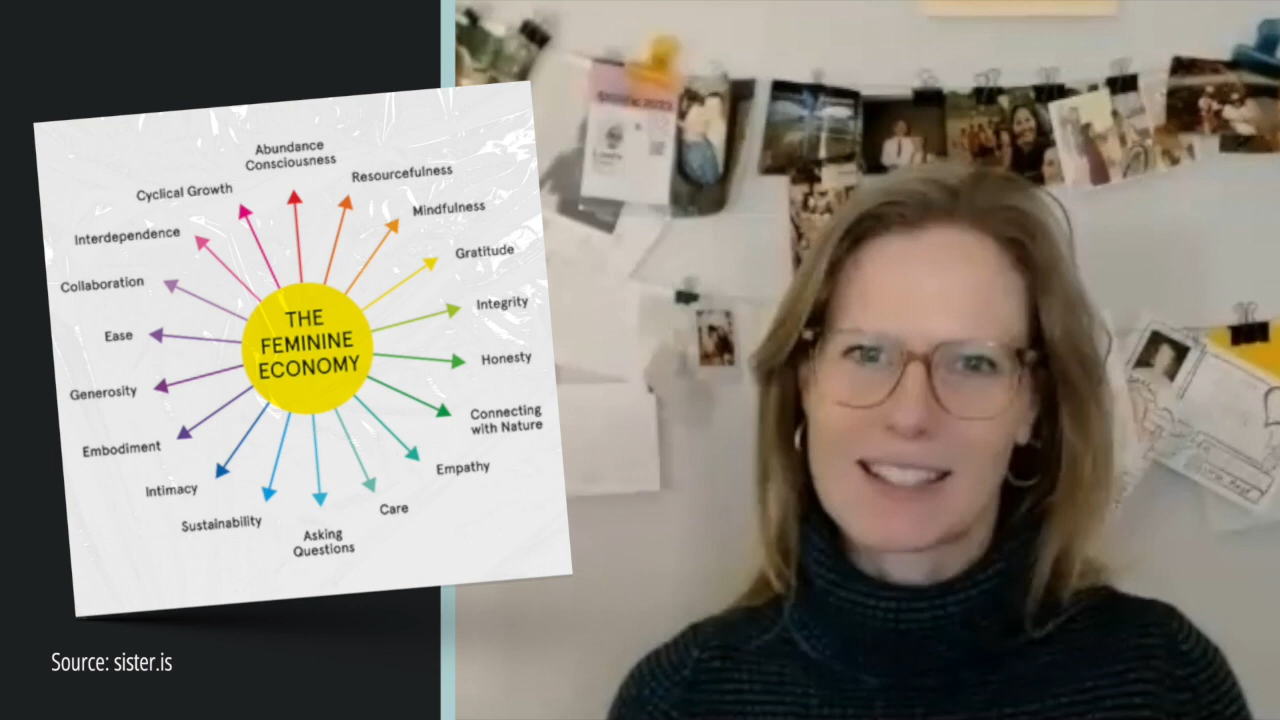 Abundance
Consciousness
Resourcefulness
Mindfulness
Gratitude
Integrity
Honesty
Connecting
with Nature
Empathy
Care
Asking
Questions
Sustainability
Intimacy
Embodiment
Generosity
Ease
Collaboration
Interdependence
Cyclical Growth
THE
FEMININE
ECONOMY
Source: sister.is